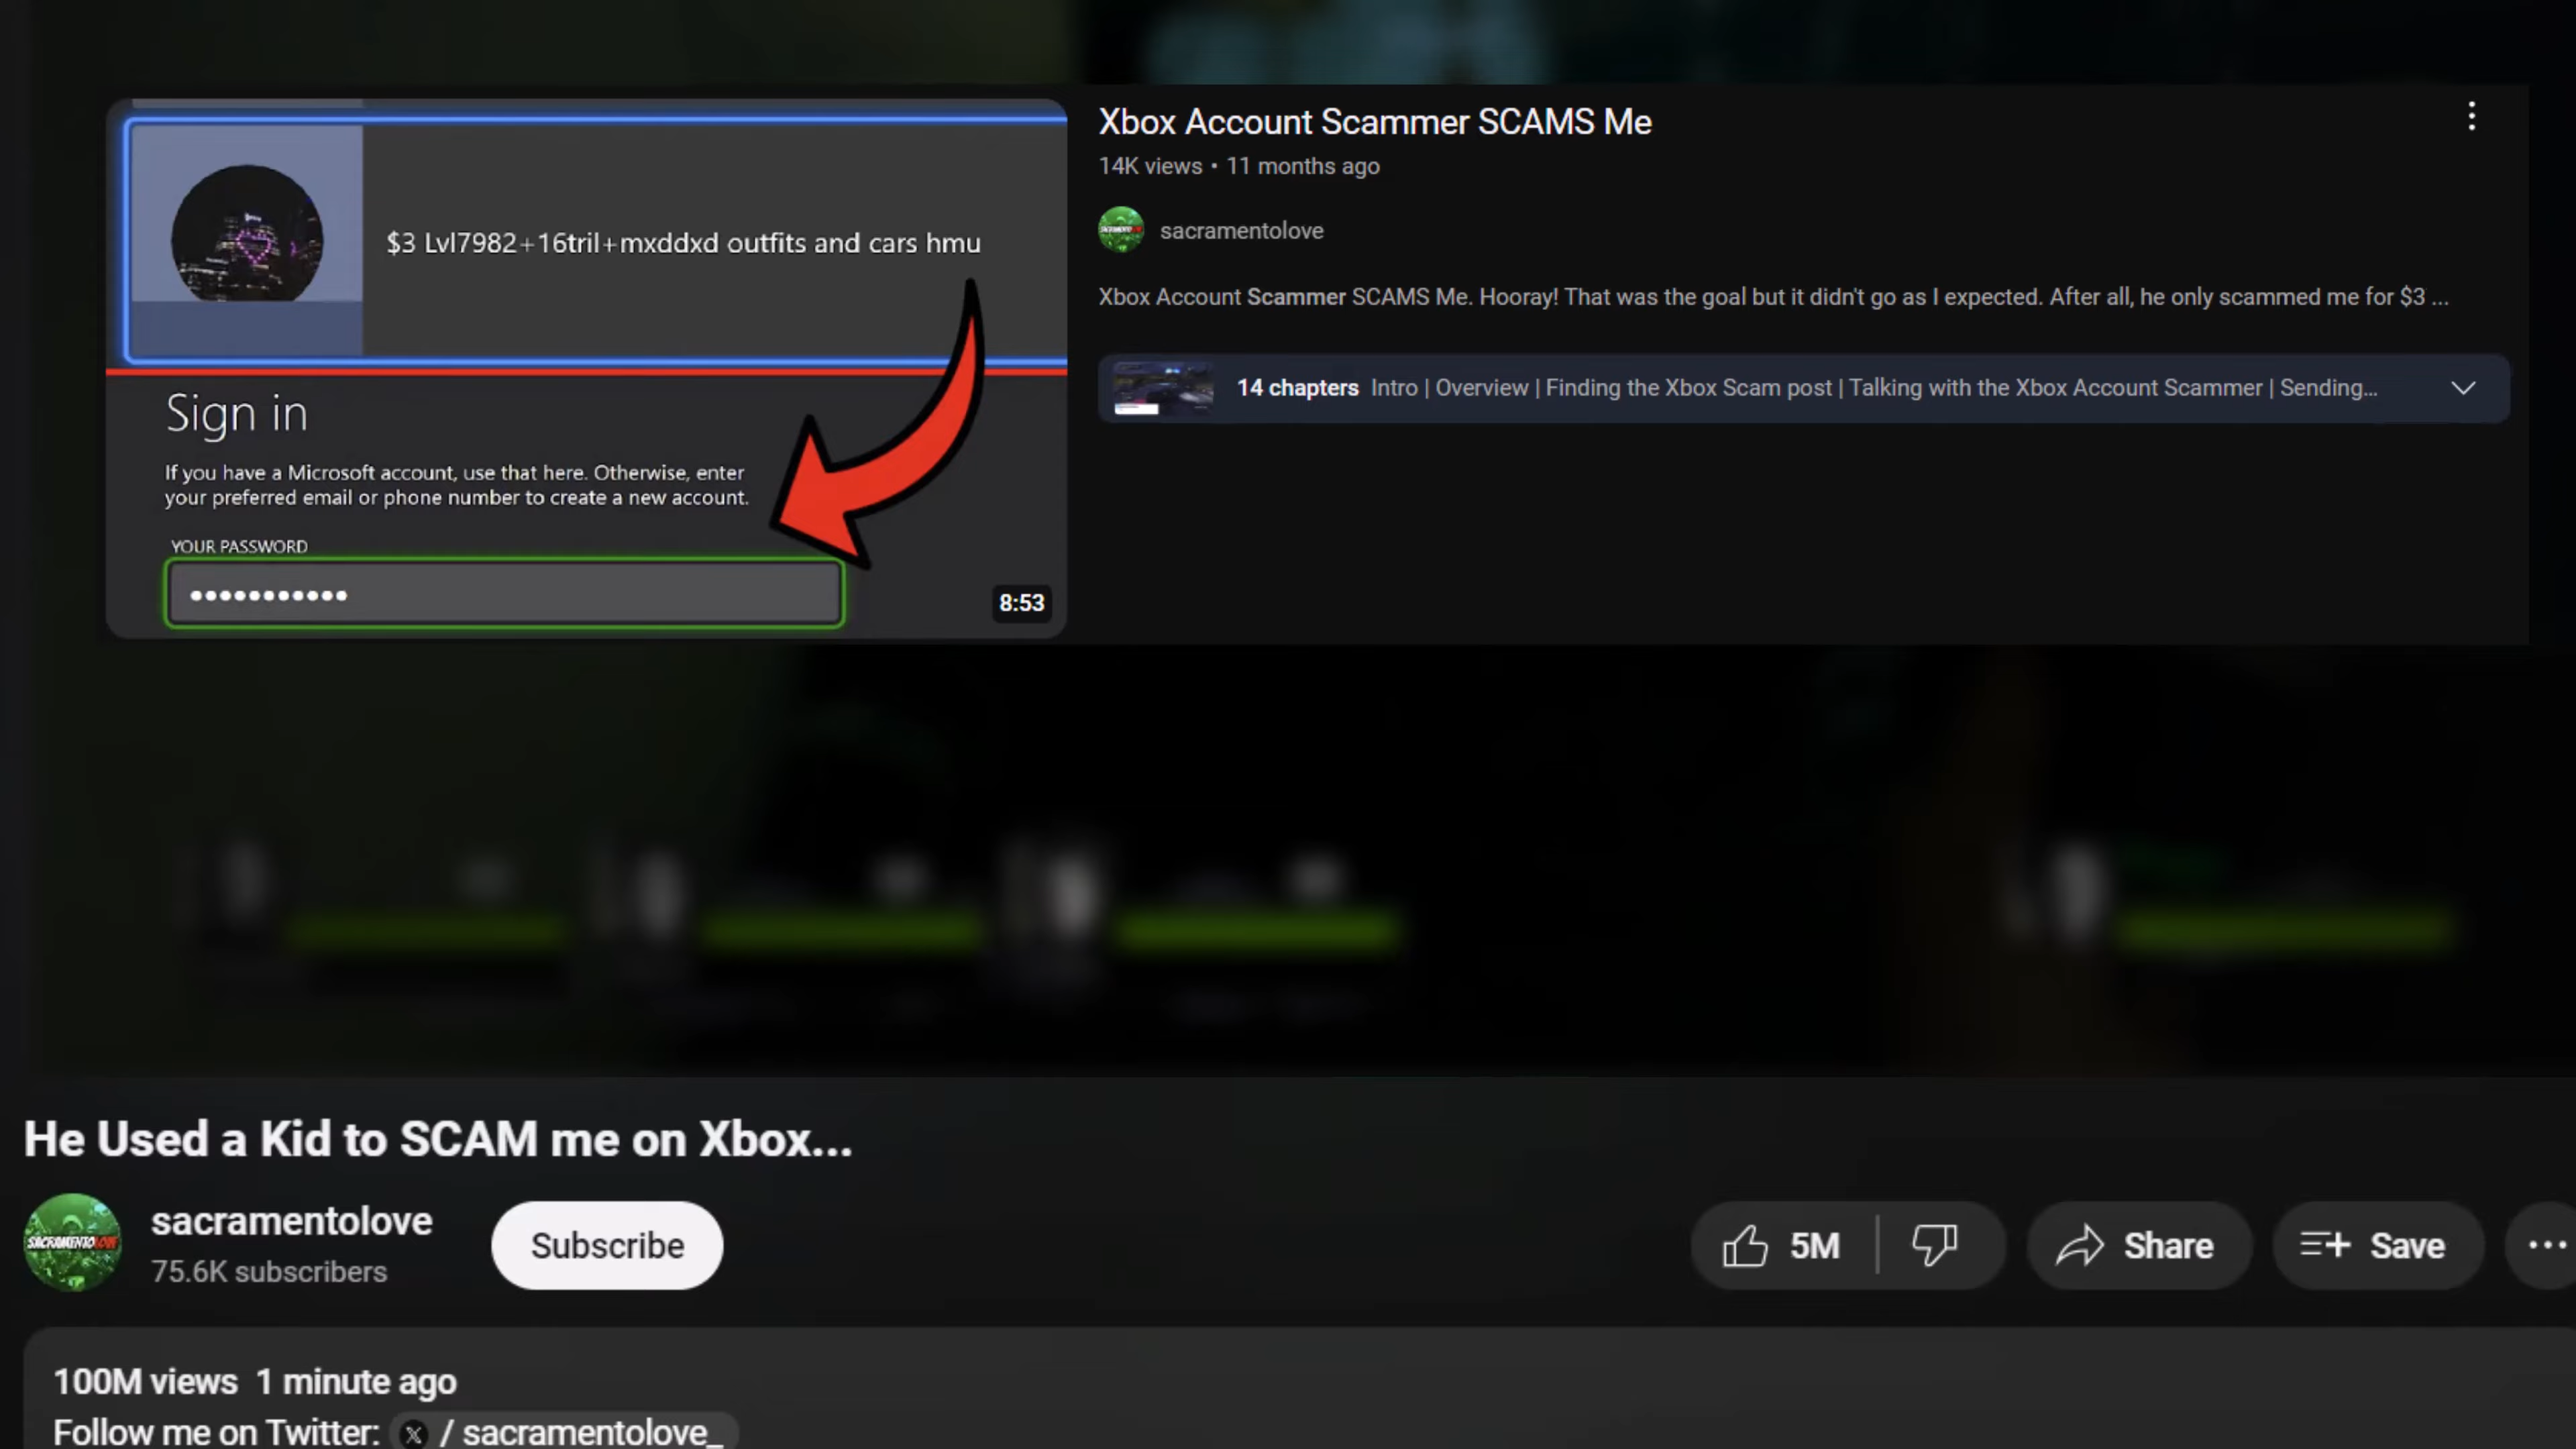 $3 Lvl7982+16tril+mxddxd outfits and cars hmu
Sign in
If you have a Microsoft account, use that here. Otherwise, enter
your preferred email or phone number to create a new account.
YOUR PASSWORD
8:53
Xbox Account Scammer SCAMS Me
14K views • 11 months ago
sacramentolove
Xbox Account Scammer SCAMS Me. Hooray! That was the goal but it didn't go as I expected. After all, he only scammed me for $3 ...
14 chapters Intro | Overview | Finding the Xbox Scam post | Talking with the Xbox Account Scammer | Sending...
He Used a Kid to SCAM me on Xbox...
SACRAMENTOLOVE
sacramentolove
75.6K subscribers
Subscribe
5M
Share
Save
100M views 1 minute ago
Follow me on Twitter: X / sacramentolove_